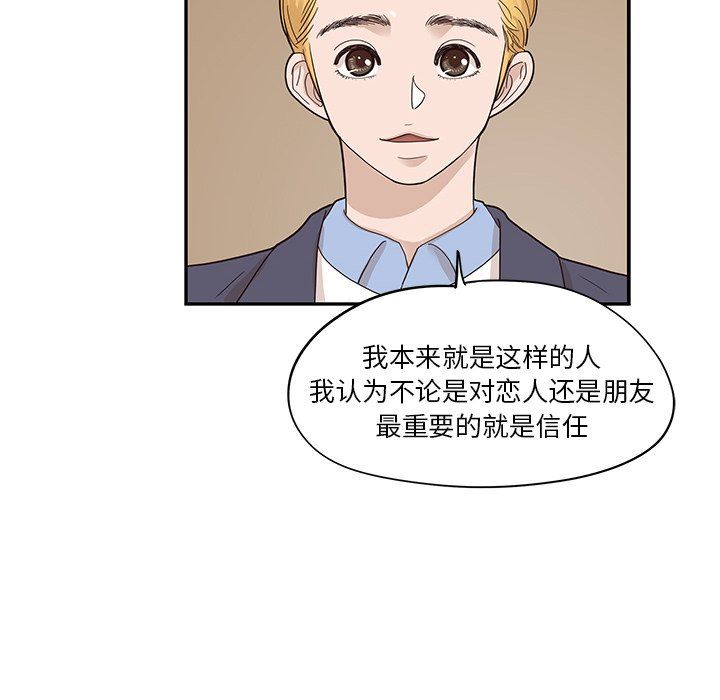 我本来就是这样的人
我认为不论是对恋人还是朋友
最重要的就是信任